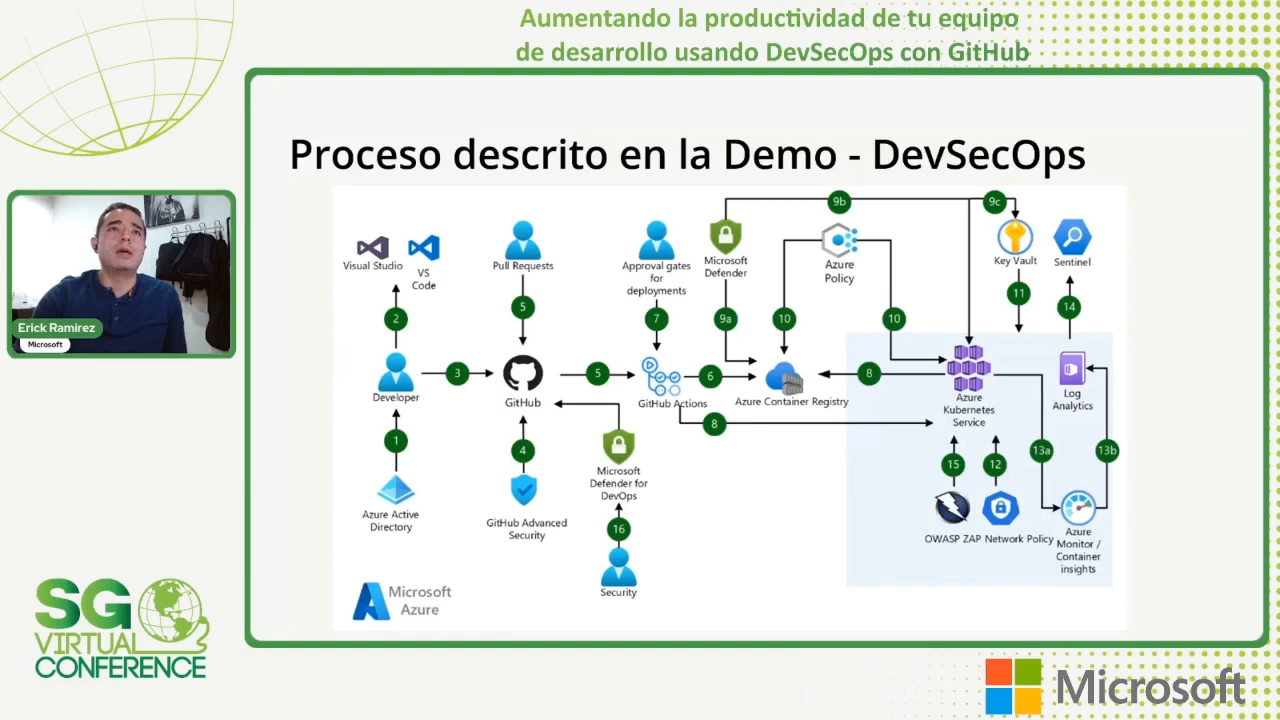 Aumentando la productividad de tu equipo
de desarrollo usando DevSecOps con GitHub
Proceso descrito en la Demo - DevSecOps
Erick Ramirez
Microsoft
9b
9c
Visual Studio
VS
Code
Pull Requests
Approval gates
for
deployments
Microsoft
Defender
Azure
Policy
Key Vault
Sentinel
2
5
7
9a
10
10
11
14
3
5
6
8
Developer
GitHub
GitHub Actions
Azure Container Registry
Azure
Kubernetes
Service
Log
Analytics
8
1
4
15
12
13a
13b
Microsoft
Defender for
DevOps
Azure Active
Directory
GitHub Advanced
Security
16
OWASP ZAP
Network Policy
Azure
Monitor /
Container
insights
Security
Microsoft
Azure
SG
VIRTUAL
CONFERENCE
Microsoft